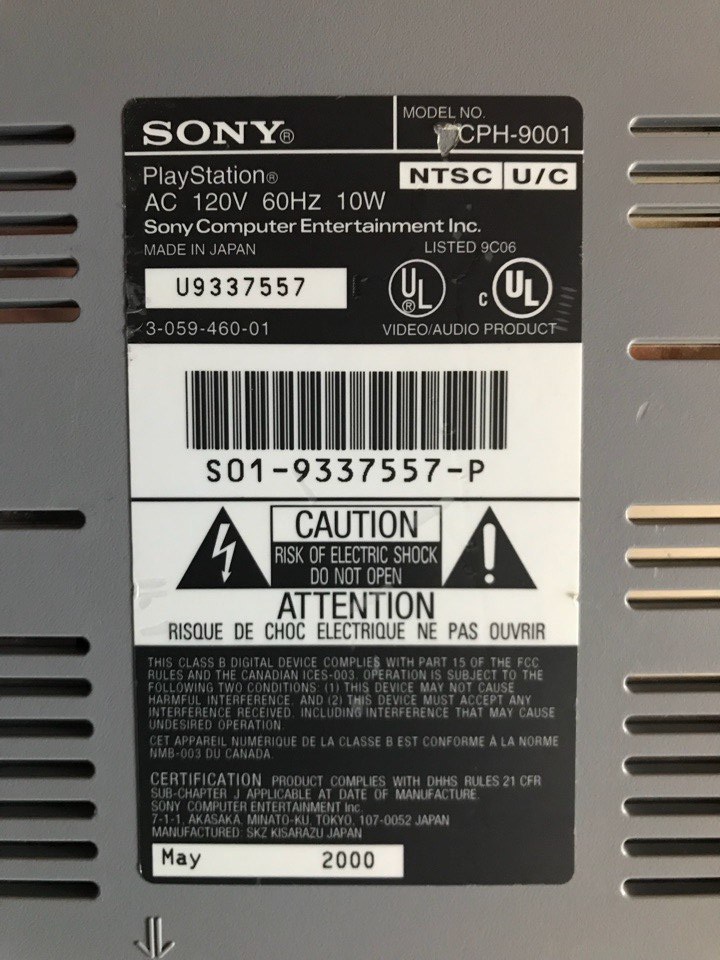 SONY®
MODEL NO.
CPH-9001
PlayStation®
NTSC U/C
AC 120V 60Hz 10W
Sony Computer Entertainment Inc.
MADE IN JAPAN
LISTED 9C06
U9337557
UL®
c UL
3-059-460-01
VIDEO/AUDIO PRODUCT
S01-9337557-P
CAUTION
RISK OF ELECTRIC SHOCK
DO NOT OPEN
ATTENTION
RISQUE DE CHOC ELECTRIQUE NE PAS OUVRIR
THIS CLASS B DIGITAL DEVICE COMPLIES WITH PART 15 OF THE FCC
RULES AND THE CANADIAN ICES-003. OPERATION IS SUBJECT TO THE
FOLLOWING TWO CONDITIONS: (1) THIS DEVICE MAY NOT CAUSE
HARMFUL INTERFERENCE, AND (2) THIS DEVICE MUST ACCEPT ANY
INTERFERENCE RECEIVED, INCLUDING INTERFERENCE THAT MAY CAUSE
UNDESIRED OPERATION.
CET APPAREIL NUMÉRIQUE DE LA CLASSE B EST CONFORME À LA NORME
NMB-003 DU CANADA.
CERTIFICATION PRODUCT COMPLIES WITH DHHS RULES 21 CFR
SUB-CHAPTER J APPLICABLE AT DATE OF MANUFACTURE.
SONY COMPUTER ENTERTAINMENT Inc.
7-1-1, AKASAKA, MINATO-KU, TOKYO, 107-0052 JAPAN
MANUFACTURED: SKZ KISARAZU JAPAN
May 2000